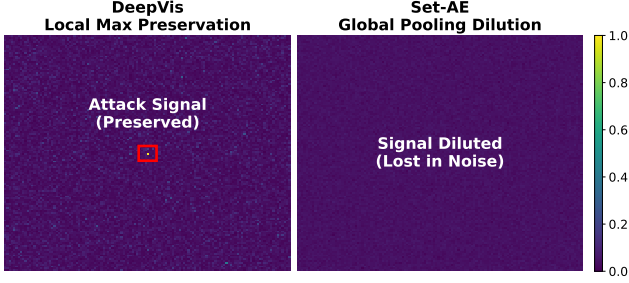 DeepVis
Local Max Preservation
Attack Signal
(Preserved)
Set-AE
Global Pooling Dilution
Signal Diluted
(Lost in Noise)
1.0
0.8
0.6
0.4
0.2
0.0